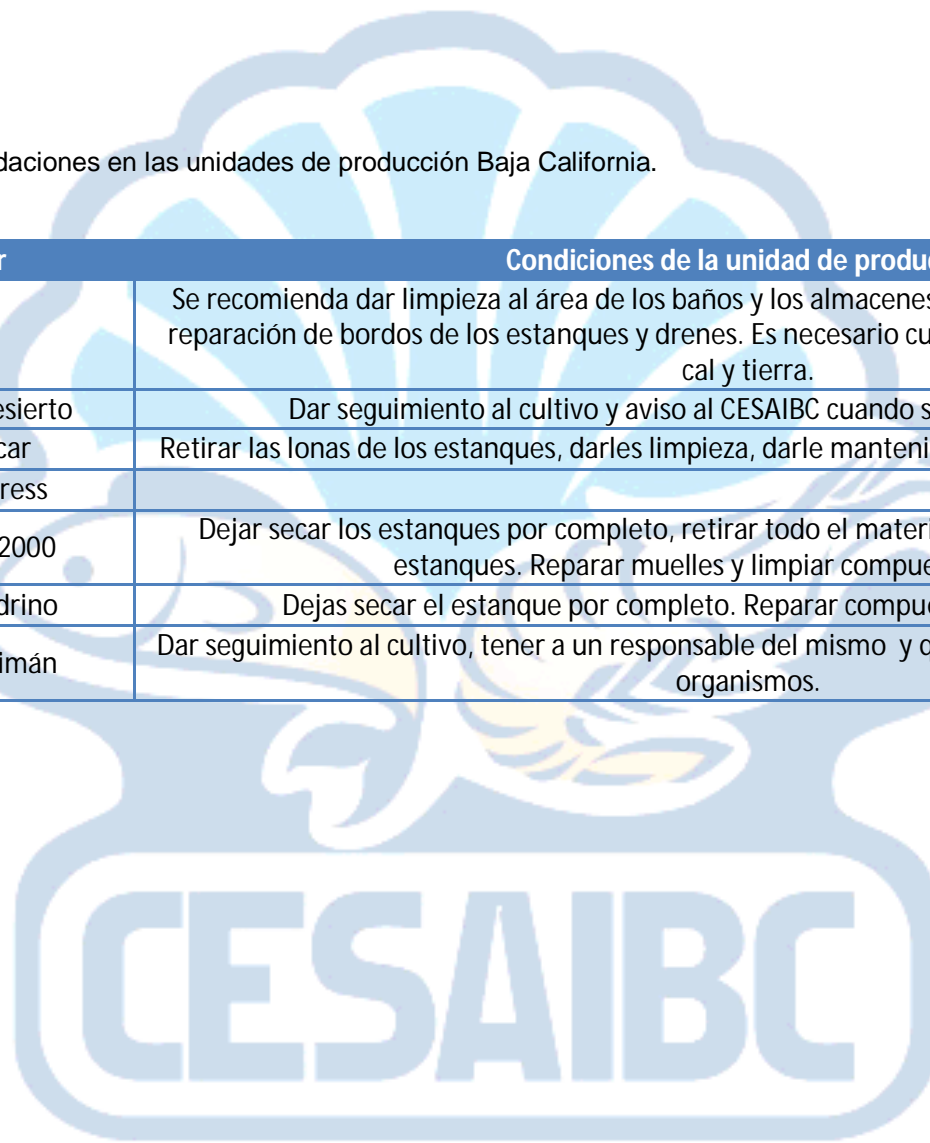 daciones en las unidades de producción Baja California.
r Condiciones de la unidad de produc
Se recomienda dar limpieza al área de los baños y los almacenes
reparación de bordos de los estanques y drenes. Es necesario cu
cal y tierra.
esierto Dar seguimiento al cultivo y aviso al CESAIBC cuando s
car Retirar las lonas de los estanques, darles limpieza, darle manteni
ress
2000 Dejar secar los estanques por completo, retirar todo el materi
estanques. Reparar muelles y limpiar compue
drino Dejas secar el estanque por completo. Reparar compue
imán Dar seguimiento al cultivo, tener a un responsable del mismo y q
organismos.
CESAIBC